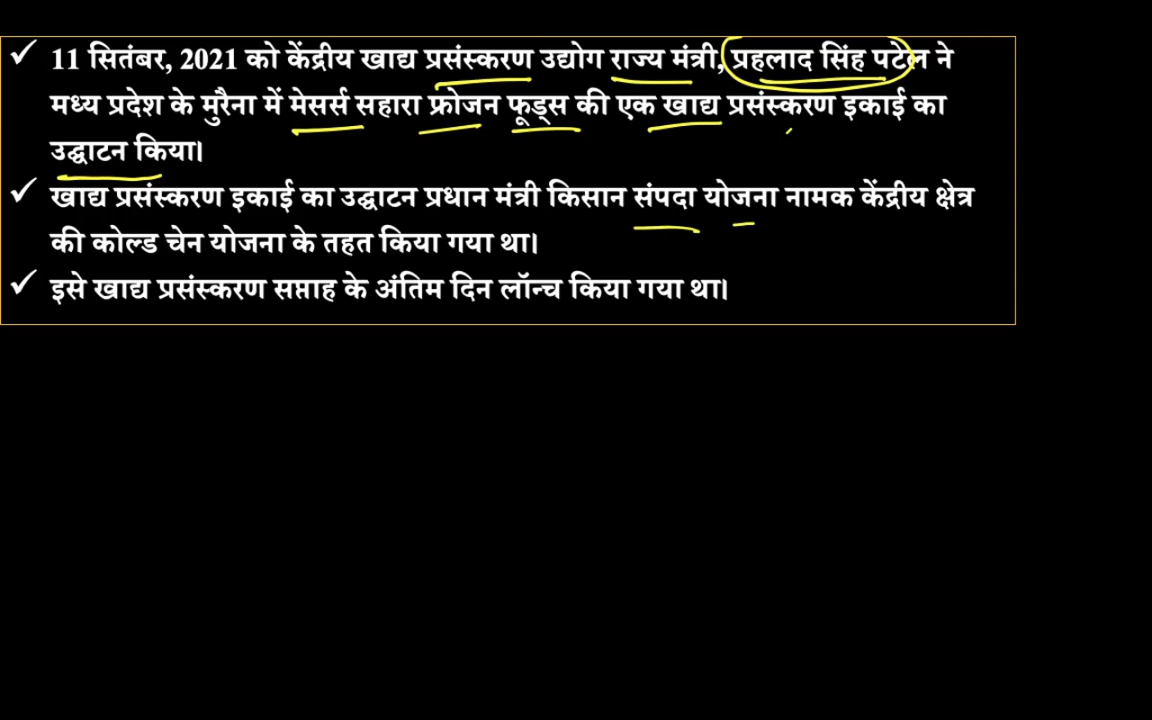 ✓ 11 सितंबर, 2021 को केंद्रीय खाद्य प्रसंस्करण उद्योग राज्य मंत्री, प्रहलाद सिंह पटेल ने
मध्य प्रदेश के मुरैना में मेसर्स सहारा फ्रोजन फूड्स की एक खाद्य प्रसंस्करण इकाई का
उद्घाटन किया।
✓ खाद्य प्रसंस्करण इकाई का उद्घाटन प्रधान मंत्री किसान संपदा योजना नामक केंद्रीय क्षेत्र
की कोल्ड चेन योजना के तहत किया गया था।
✓ इसे खाद्य प्रसंस्करण सप्ताह के अंतिम दिन लॉन्च किया गया था।